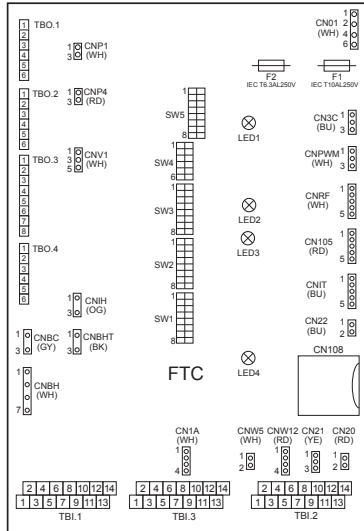 TBO.1
1
2
3
4
5
6
CNP1
(WH)
1
3
CN01
(WH)
1
2
4
6
F2
IEC T6.3AL250V
F1
IEC T10AL250V
TBO.2
1
2
3
4
5
6
CNP4
(RD)
1
3
SW5
1
8
LED1
CN3C
(BU)
1
3
TBO.3
1
2
3
4
5
6
7
8
CNV1
(WH)
1
3
5
SW4
1
6
CNPWM
(WH)
1
3
SW3
1
8
LED2
CNRF
(WH)
1
5
TBO.4
1
2
3
4
5
6
SW2
1
8
LED3
CN105
(RD)
1
5
CNIT
(BU)
1
5
CNIH
(OG)
1
3
SW1
1
8
CN22
(BU)
1
2
CNBC
(GY)
1
3
CNBHT
(BK)
1
3
CN108
CNBH
(WH)
1
7
FTC
LED4
CN1A
(WH)
1
4
CNW5
(WH)
1
2
CNW12
(RD)
1
4
CN21
(YE)
1
3
CN20
(RD)
1
2
2 4 6 8 10 12 14
1 3 5 7 9 11 13
TBI.1
2 4 6 8 10 12 14
1 3 5 7 9 11 13
TBI.3
2 4 6 8 10 12 14
1 3 5 7 9 11 13
TBI.2